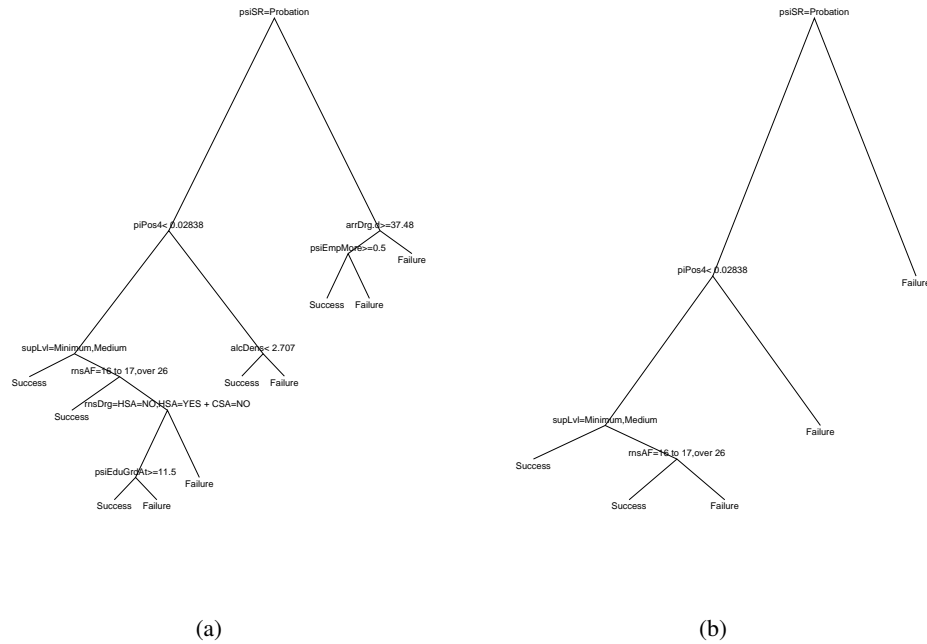 psiSR=Probation
piPos4< 0.02838
arrDrg.d>=37.48
psiEmpMore>=0.5
Failure
Success
Failure
supLvl=Minimum,Medium
alcDens< 2.707
Success
rnsAF=16 to 17,over 26
Success
Failure
Success
rnsDrg=HSA=NO,HSA=YES + CSA=NO
psiEduGrdAt>=11.5
Failure
Success
Failure
(a)
psiSR=Probation
piPos4< 0.02838
Failure
supLvl=Minimum,Medium
Failure
Success
rnsAF=16 to 17,over 26
Success
Failure
(b)